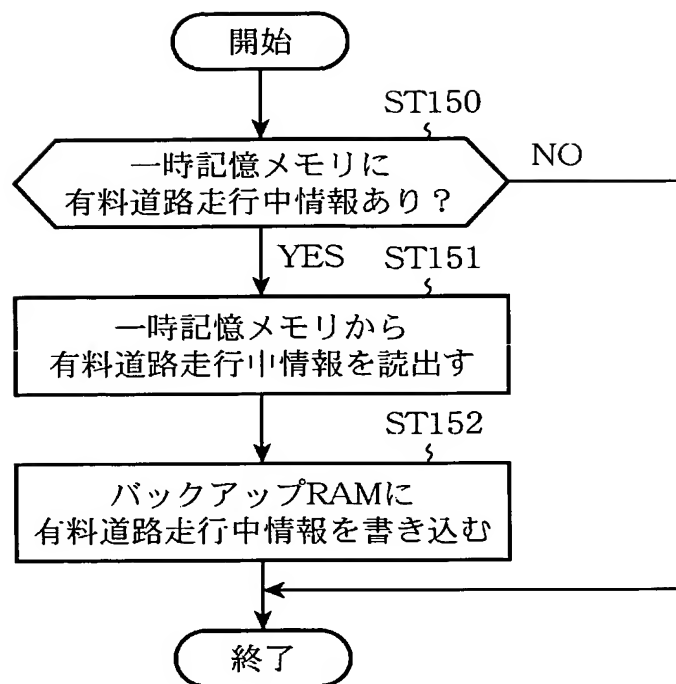 開始
ST150
一時記憶メモリに
有料道路走行中情報あり？
NO
YES
ST151
一時記憶メモリから
有料道路走行中情報を読出す
ST152
バックアップRAMに
有料道路走行中情報を書き込む
終了